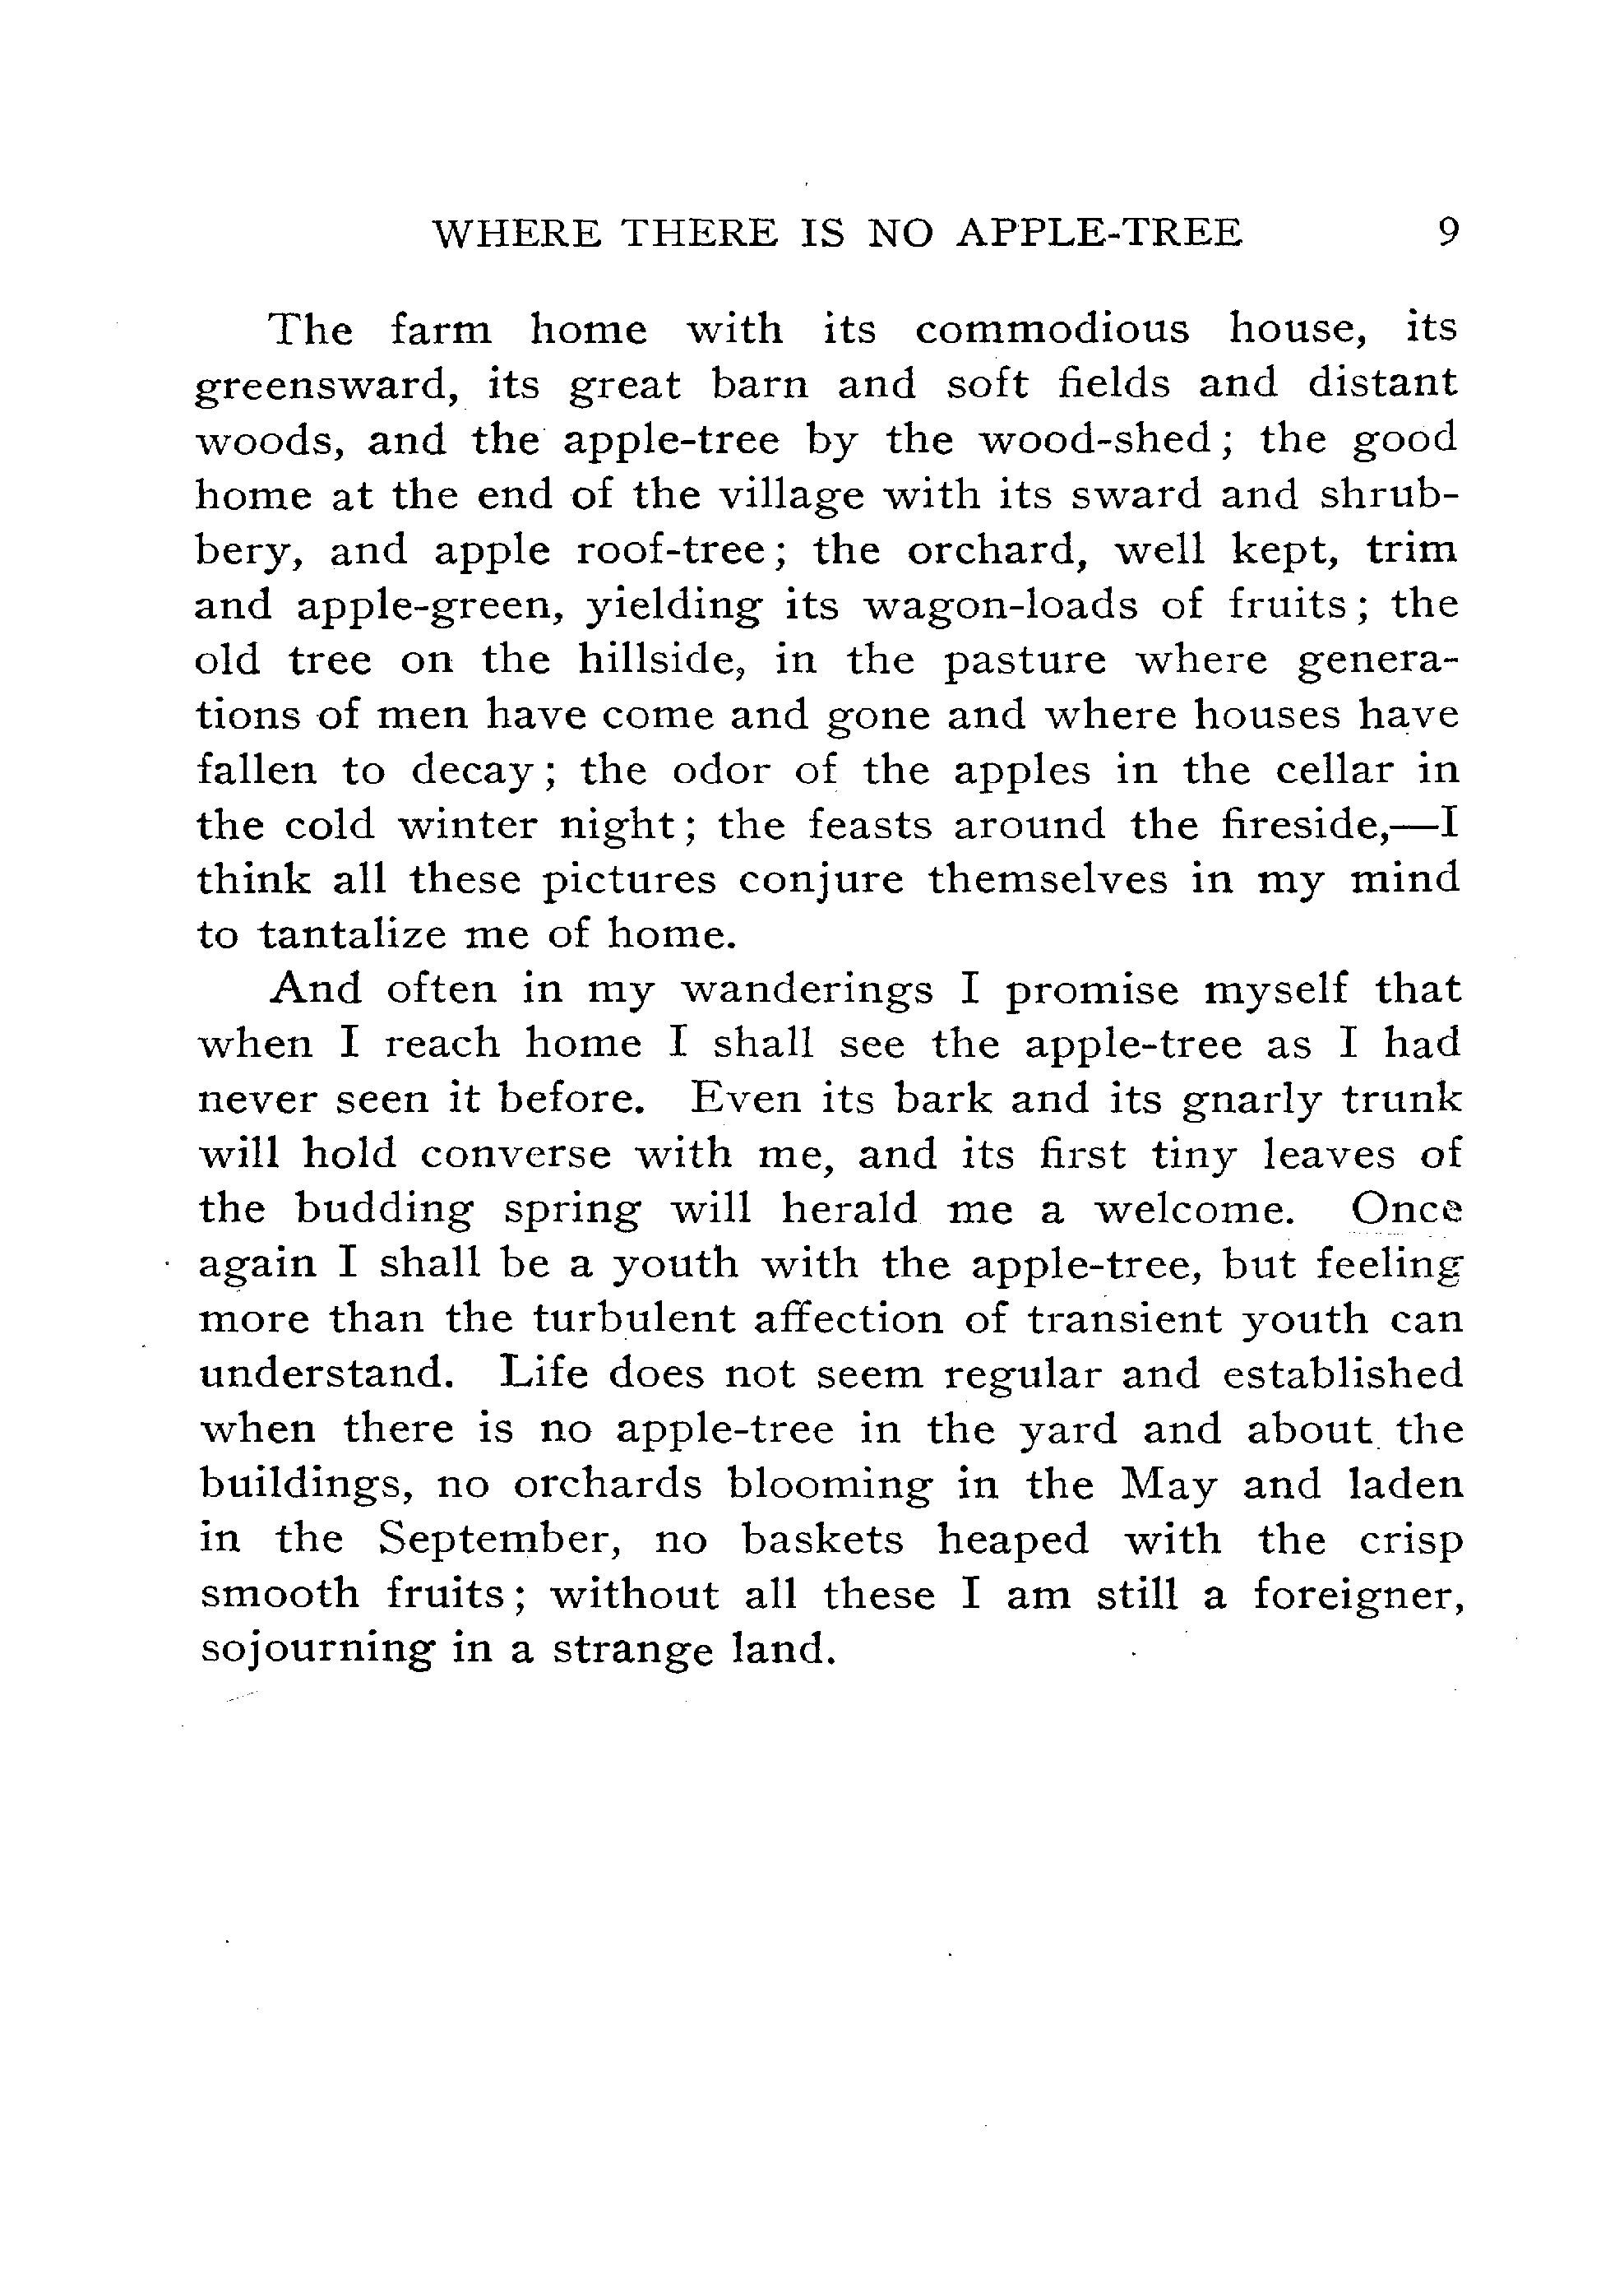 WHERE THERE IS NO APPLE-TREE 9
The farm home with its commodious house, its
greensward, its great barn and soft fields and distant
woods, and the apple-tree by the wood-shed; the good
home at the end of the village with its sward and shrub-
bery, and apple roof-tree; the orchard, well kept, trim
and apple-green, yielding its wagon-loads of fruits; the
old tree on the hillside, in the pasture where genera-
tions of men have come and gone and where houses have
fallen to decay; the odor of the apples in the cellar in
the cold winter night; the feasts around the fireside,—I
think all these pictures conjure themselves in my mind
to tantalize me of home.
And often in my wanderings I promise myself that
when I reach home I shall see the apple-tree as I had
never seen it before. Even its bark and its gnarly trunk
will hold converse with me, and its first tiny leaves of
the budding spring will herald me a welcome. Once
again I shall be a youth with the apple-tree, but feeling
more than the turbulent affection of transient youth can
understand. Life does not seem regular and established
when there is no apple-tree in the yard and about the
buildings, no orchards blooming in the May and laden
in the September, no baskets heaped with the crisp
smooth fruits; without all these I am still a foreigner,
sojourning in a strange land.